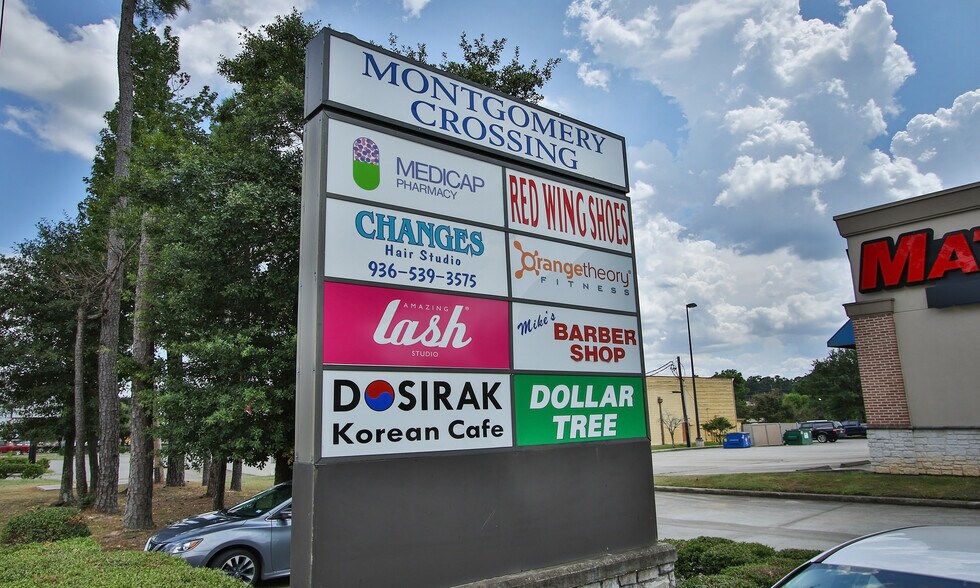 MONTGOMERY
CROSSING
MEDICAP
PHARMACY
RED WING SHOES
CHANGES
Hair Studio
936-539-3575
Orangetheory®
FITNESS
AMAZING
lash®
STUDIO
Mike's BARBER
SHOP
DOSIRAK
Korean Cafe
DOLLAR
TREE
MAT